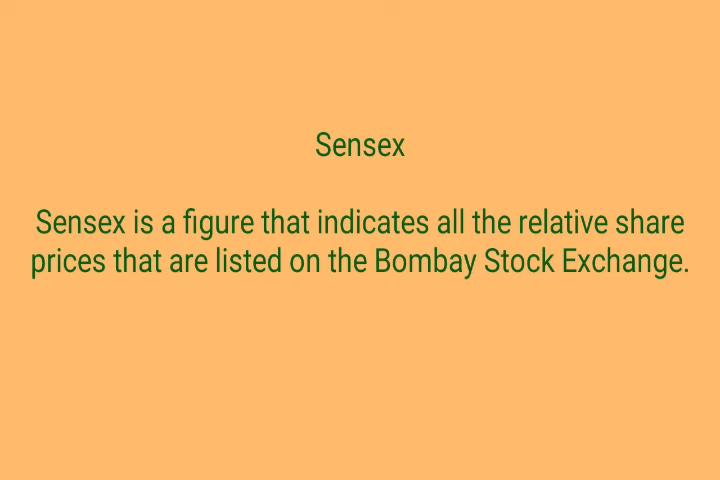 Sensex
Sensex is a figure that indicates all the relative share
prices that are listed on the Bombay Stock Exchange.